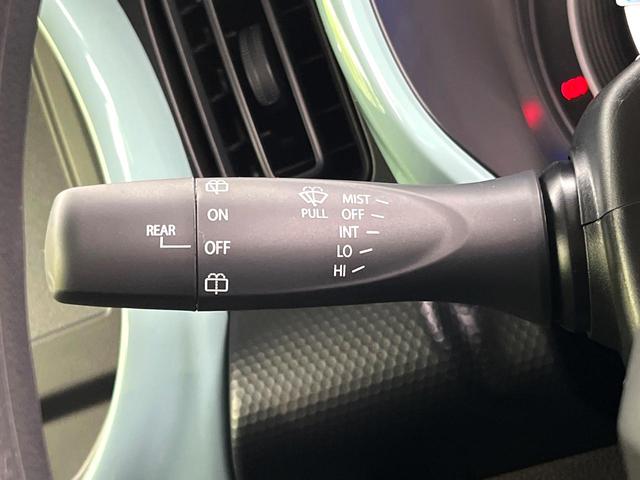 REAR
ON
OFF
PULL
MIST
OFF
INT
LO
HI